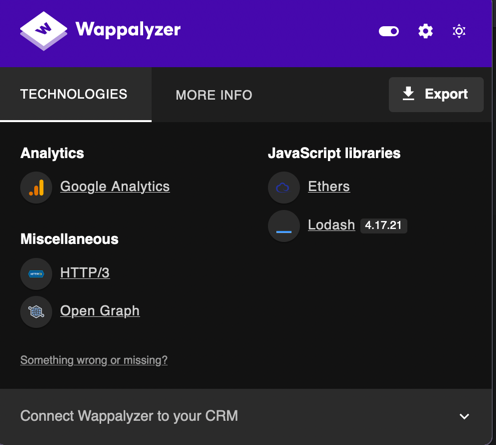 Wappalyzer
TECHNOLOGIES
MORE INFO
Export
Analytics
Google Analytics
Miscellaneous
HTTP/3
Open Graph
JavaScript libraries
Ethers
Lodash 4.17.21
Something wrong or missing?
Connect Wappalyzer to your CRM